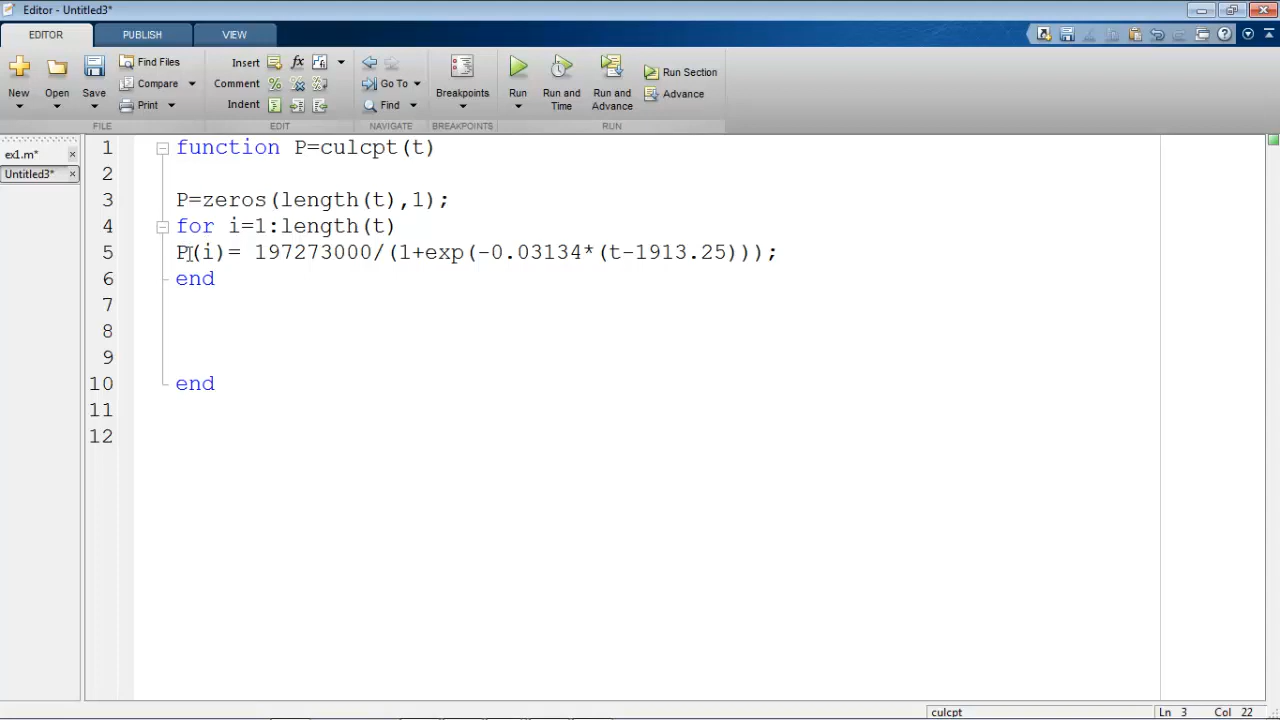 Editor - Untitled3*
EDITOR PUBLISH VIEW
New Open Save Find Files Compare Print
Insert fx Comment Indent
Go To Find
Breakpoints
Run Run and Time Run and Advance Run Section Advance
FILE EDIT NAVIGATE BREAKPOINTS RUN
ex1.m*
Untitled3*
1 function P=culcpt(t)
2
3 P=zeros(length(t),1);
4 for i=1:length(t)
5 P(i)= 197273000/(1+exp(-0.03134*(t-1913.25)));
6 end
7
8
9
10 end
11
12
culcpt Ln 3 Col 22